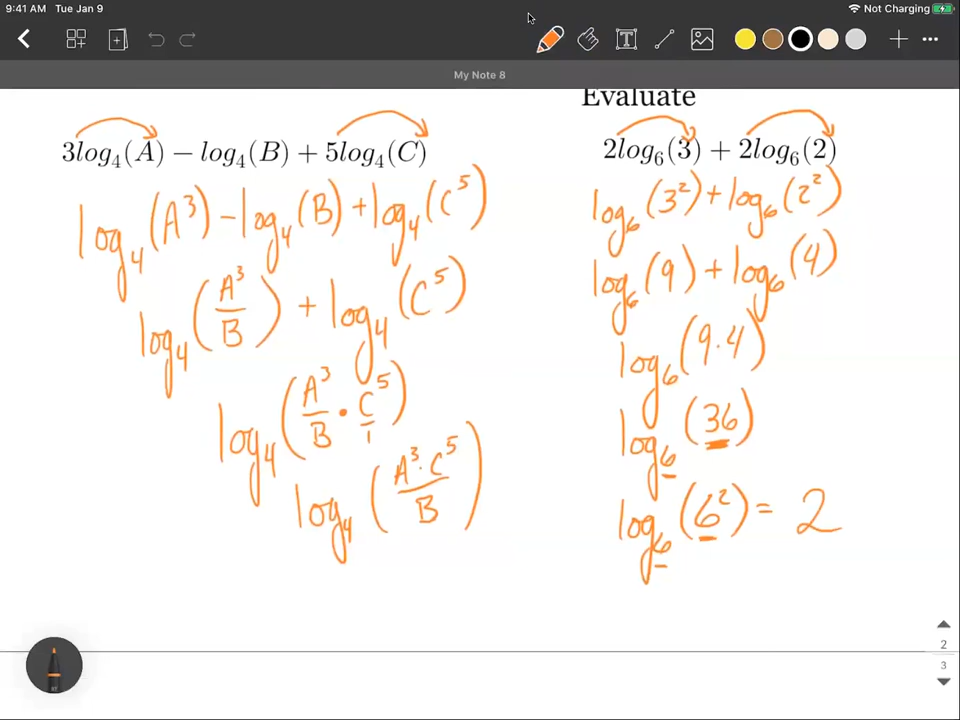 9:41 AM Tue Jan 9
Not Charging
My Note 8
3log₄(A) − log₄(B) + 5log₄(C)
log₄(A³) − log₄(B) + log₄(C⁵)
log₄(A³/B) + log₄(C⁵)
log₄(A³/B · C⁵/1)
log₄(A³·C⁵/B)
Evaluate
2log₆(3) + 2log₆(2)
log₆(3²) + log₆(2²)
log₆(9) + log₆(4)
log₆(9·4)
log₆(36)
log₆(6²) = 2
2
3